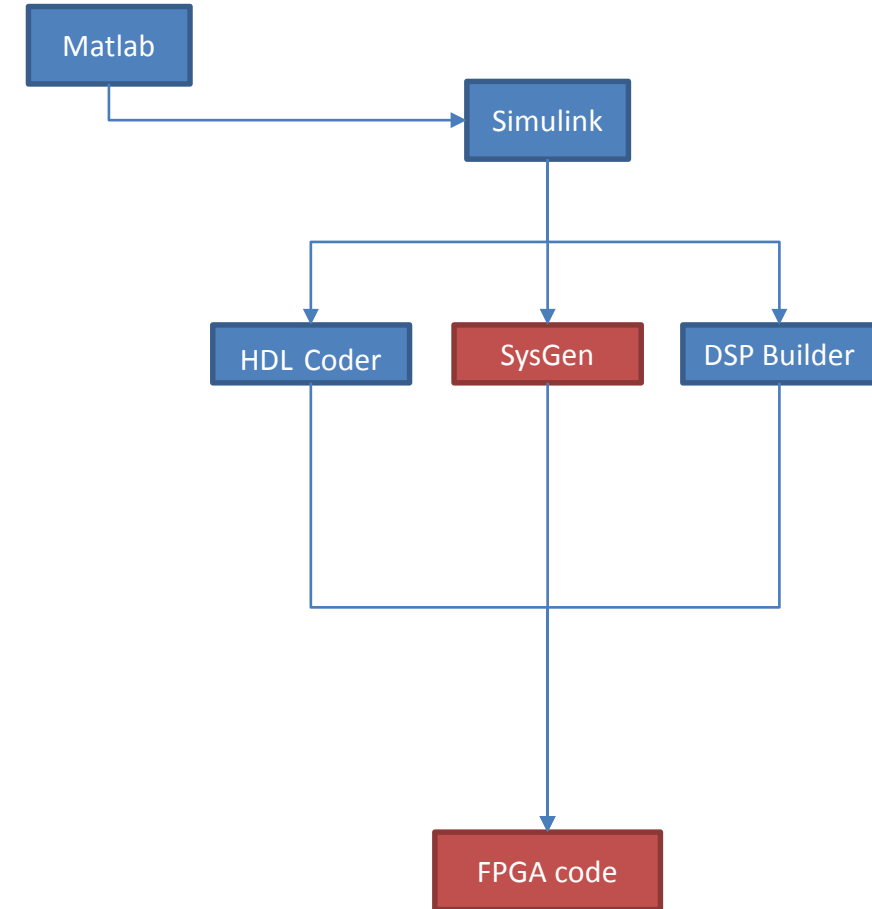 Matlab
Simulink
HDL Coder
SysGen
DSP Builder
FPGA code